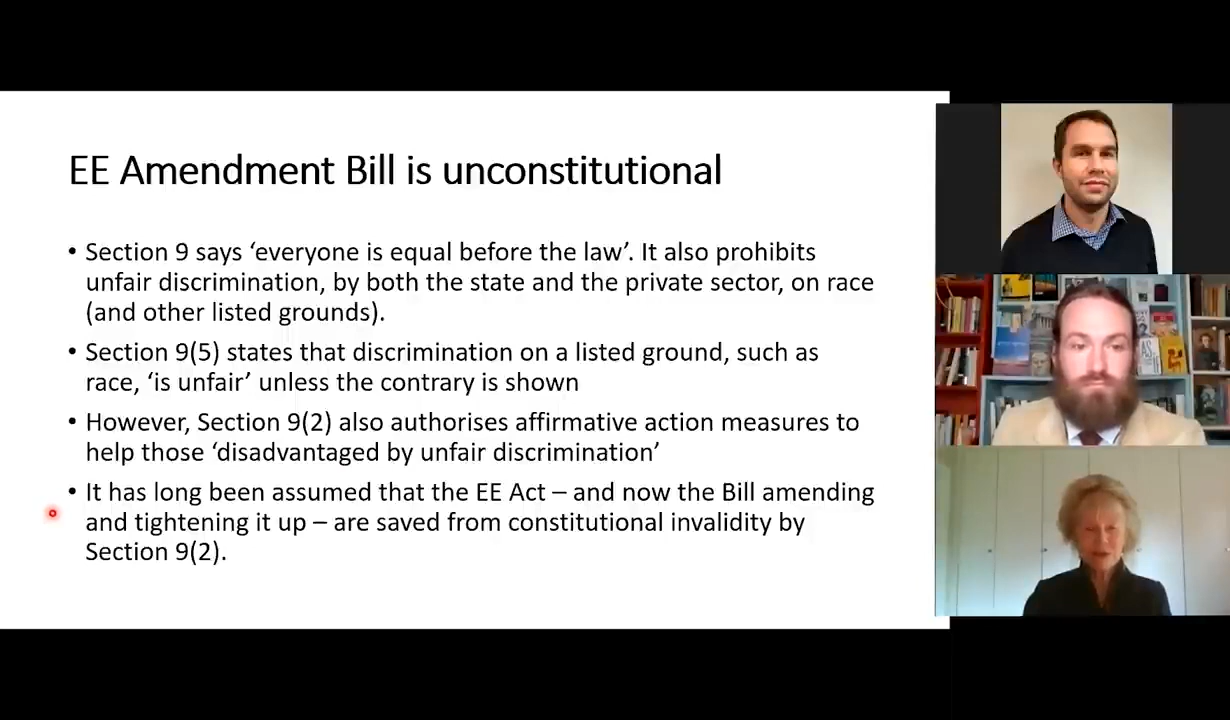 EE Amendment Bill is unconstitutional
• Section 9 says ‘everyone is equal before the law’. It also prohibits
unfair discrimination, by both the state and the private sector, on race
(and other listed grounds).
• Section 9(5) states that discrimination on a listed ground, such as
race, ‘is unfair’ unless the contrary is shown
• However, Section 9(2) also authorises affirmative action measures to
help those ‘disadvantaged by unfair discrimination’
• It has long been assumed that the EE Act – and now the Bill amending
and tightening it up – are saved from constitutional invalidity by
Section 9(2).